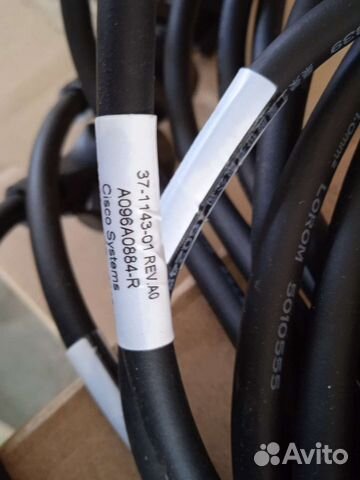 37-1143-01 REV.A0
A096A0884-R
Cisco Systems
LOROM 5010555
Avito